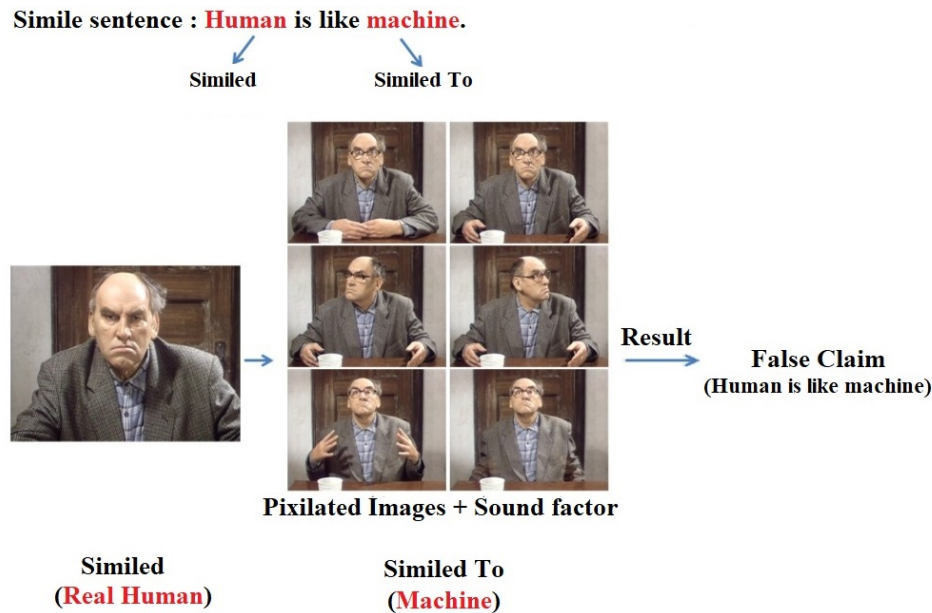 Simile sentence : Human is like machine.
Similed
Similed To
Result
False Claim
(Human is like machine)
Pixilated Images + Sound factor
Similed
(Real Human)
Similed To
(Machine)